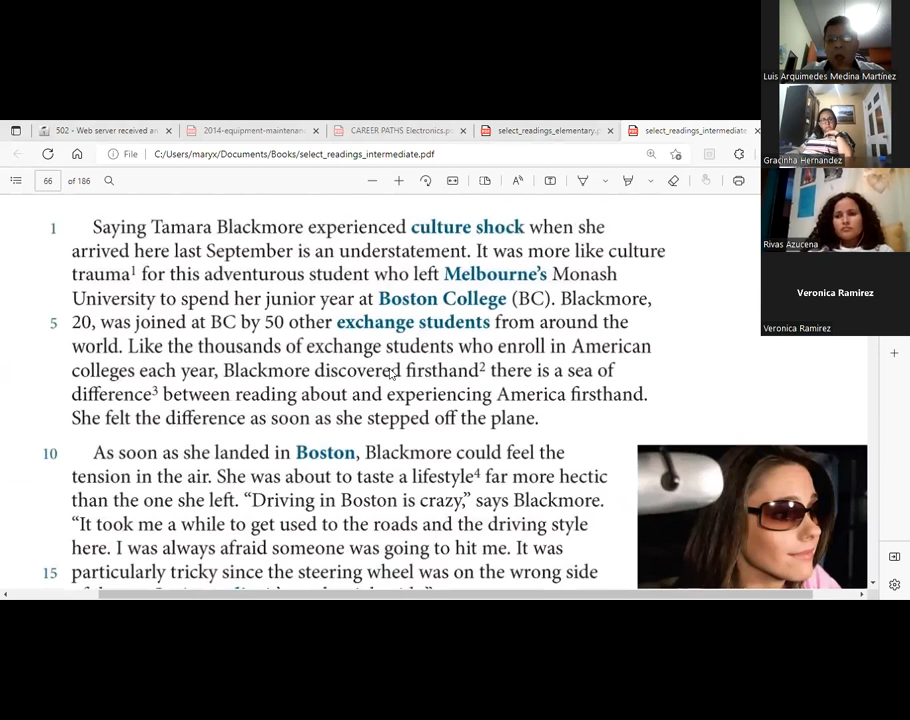 502 - Web server received an
2014-equipment-maintenan
CAREER PATHS Electronics.p
select_readings_elementary.p
select_readings_intermediate
File
C:/Users/maryx/Documents/Books/select_readings_intermediate.pdf
66 of 186
1 Saying Tamara Blackmore experienced culture shock when she
arrived here last September is an understatement. It was more like culture
trauma1 for this adventurous student who left Melbourne's Monash
University to spend her junior year at Boston College (BC). Blackmore,
5 20, was joined at BC by 50 other exchange students from around the
world. Like the thousands of exchange students who enroll in American
colleges each year, Blackmore discovered firsthand2 there is a sea of
difference3 between reading about and experiencing America firsthand.
She felt the difference as soon as she stepped off the plane.
10 As soon as she landed in Boston, Blackmore could feel the
tension in the air. She was about to taste a lifestyle4 far more hectic
than the one she left. “Driving in Boston is crazy,” says Blackmore.
“It took me a while to get used to the roads and the driving style
here. I was always afraid someone was going to hit me. It was
15 particularly tricky since the steering wheel was on the wrong side
Luis Arquimedes Medina Martínez
Gracinha Hernandez
Rivas Azucena
Veronica Ramirez
Veronica Ramirez